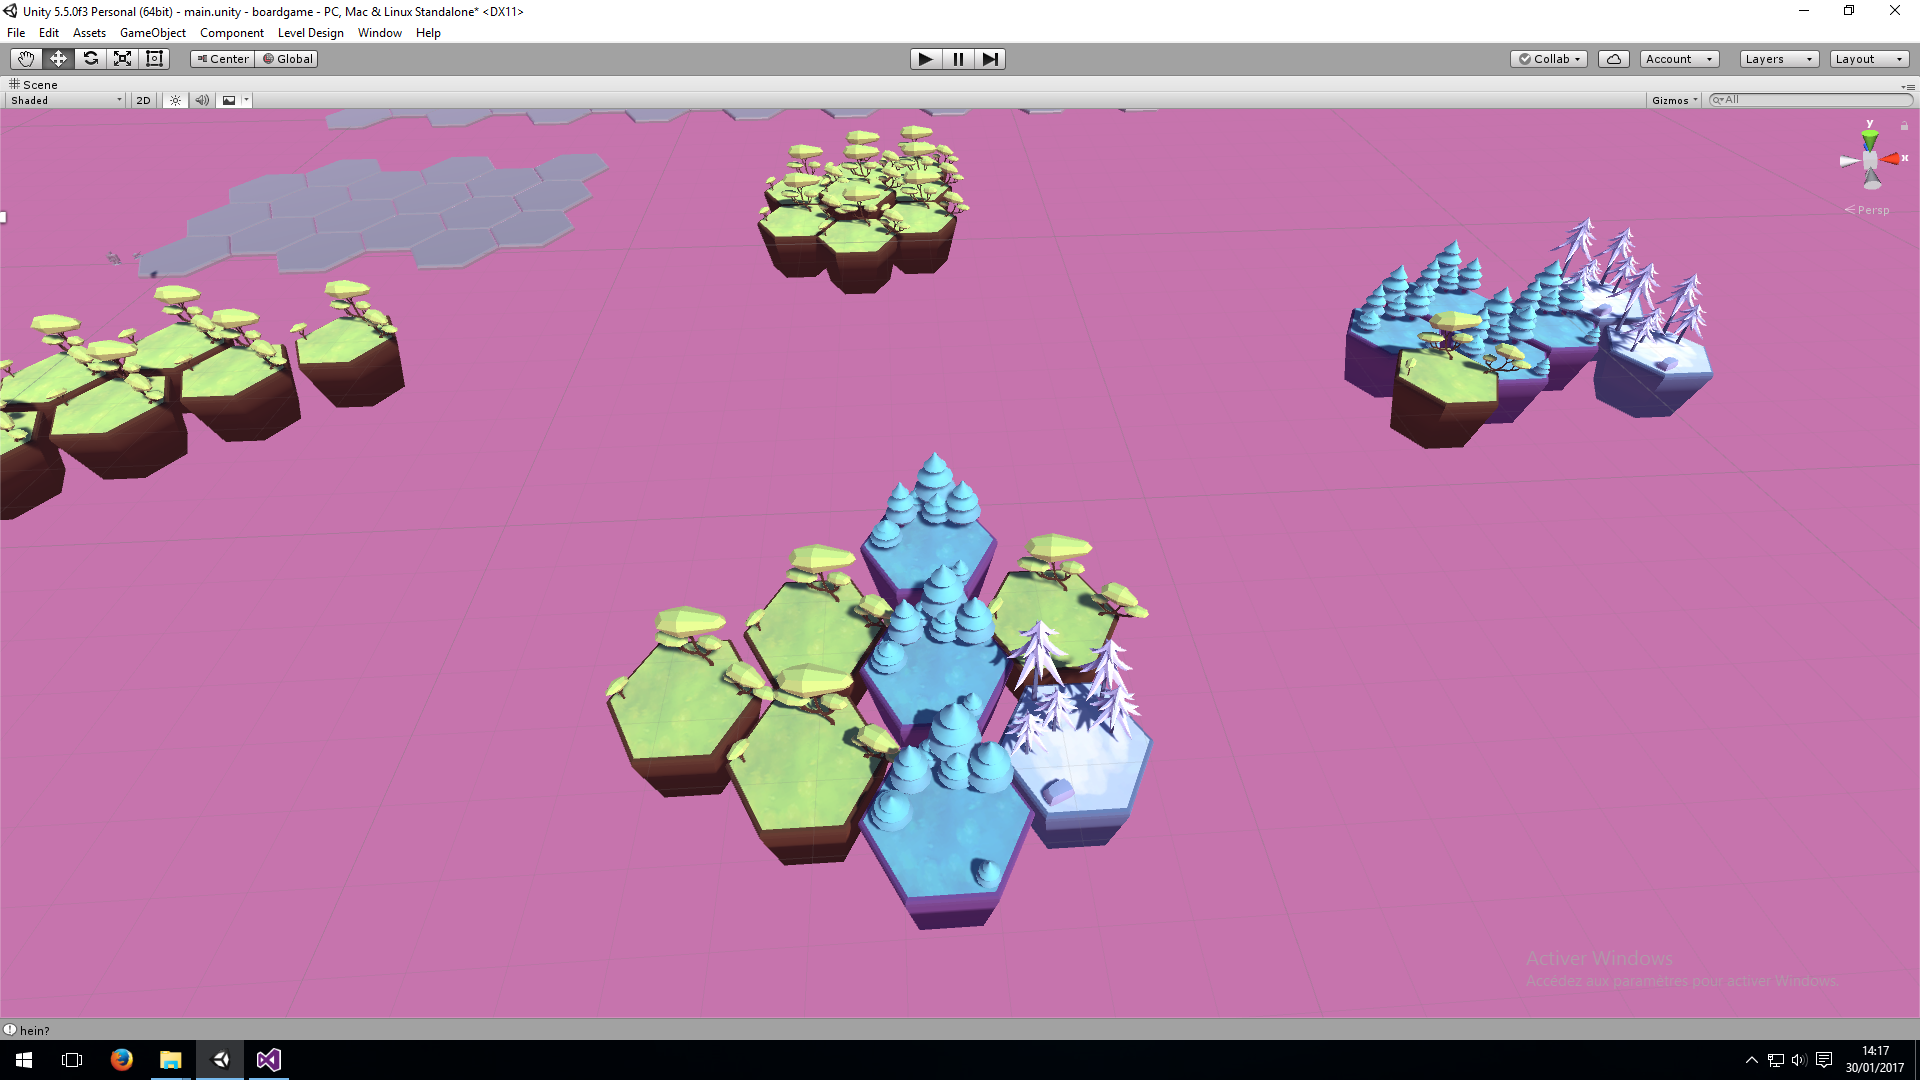 Unity 5.5.0f3 Personal (64bit) - main.unity - boardgame - PC, Mac & Linux Standalone* <DX11>
File Edit Assets GameObject Component Level Design Window Help
Center Global Collab Account Layers Layout
Scene
Shaded 2D Gizmos All
y
x
Persp
Activer Windows
Accédez aux paramètres pour activer Windows.
hein?
14:17
30/01/2017